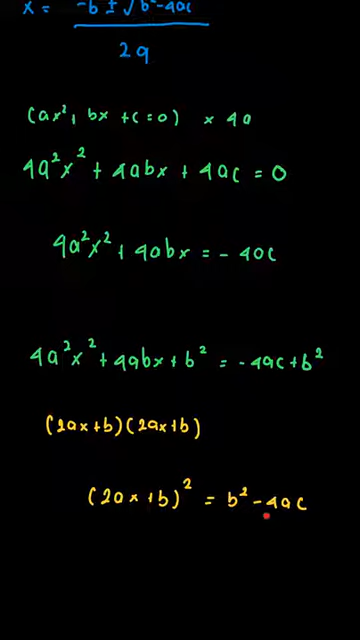 x = -b ± √b²-4ac
2a
(ax² + bx + c = 0) × 4a
4a²x² + 4abx + 4ac = 0
4a²x² + 4abx = - 4ac
4a²x² + 4abx + b² = - 4ac + b²
(2ax+b)(2ax+b)
(2ax+b)² = b² - 4ac